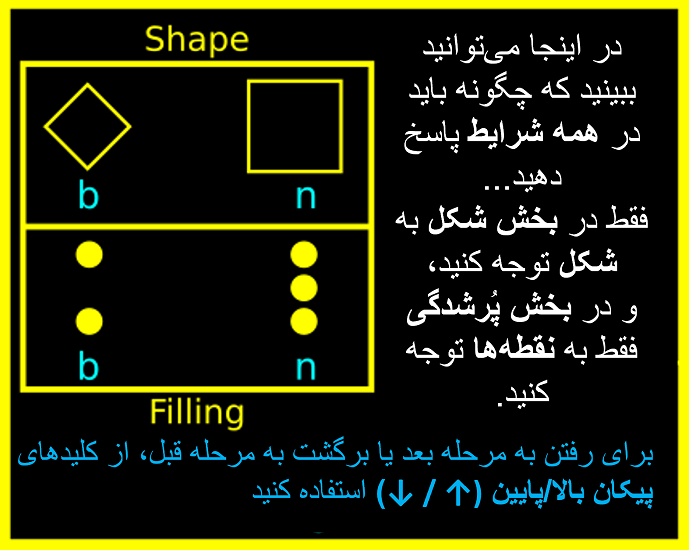 Shape
b n
b n
Filling
در اینجا می‌توانید
ببینید که چگونه باید
در همه شرایط پاسخ
دهید...
فقط در بخش شکل به
شکل توجه کنید،
و در بخش پُرشدگی
فقط به نقطه‌ها توجه
کنید.
برای رفتن به مرحله بعد یا برگشت به مرحله قبل، از کلیدهای
پیکان بالا/پایین (↑ / ↓) استفاده کنید